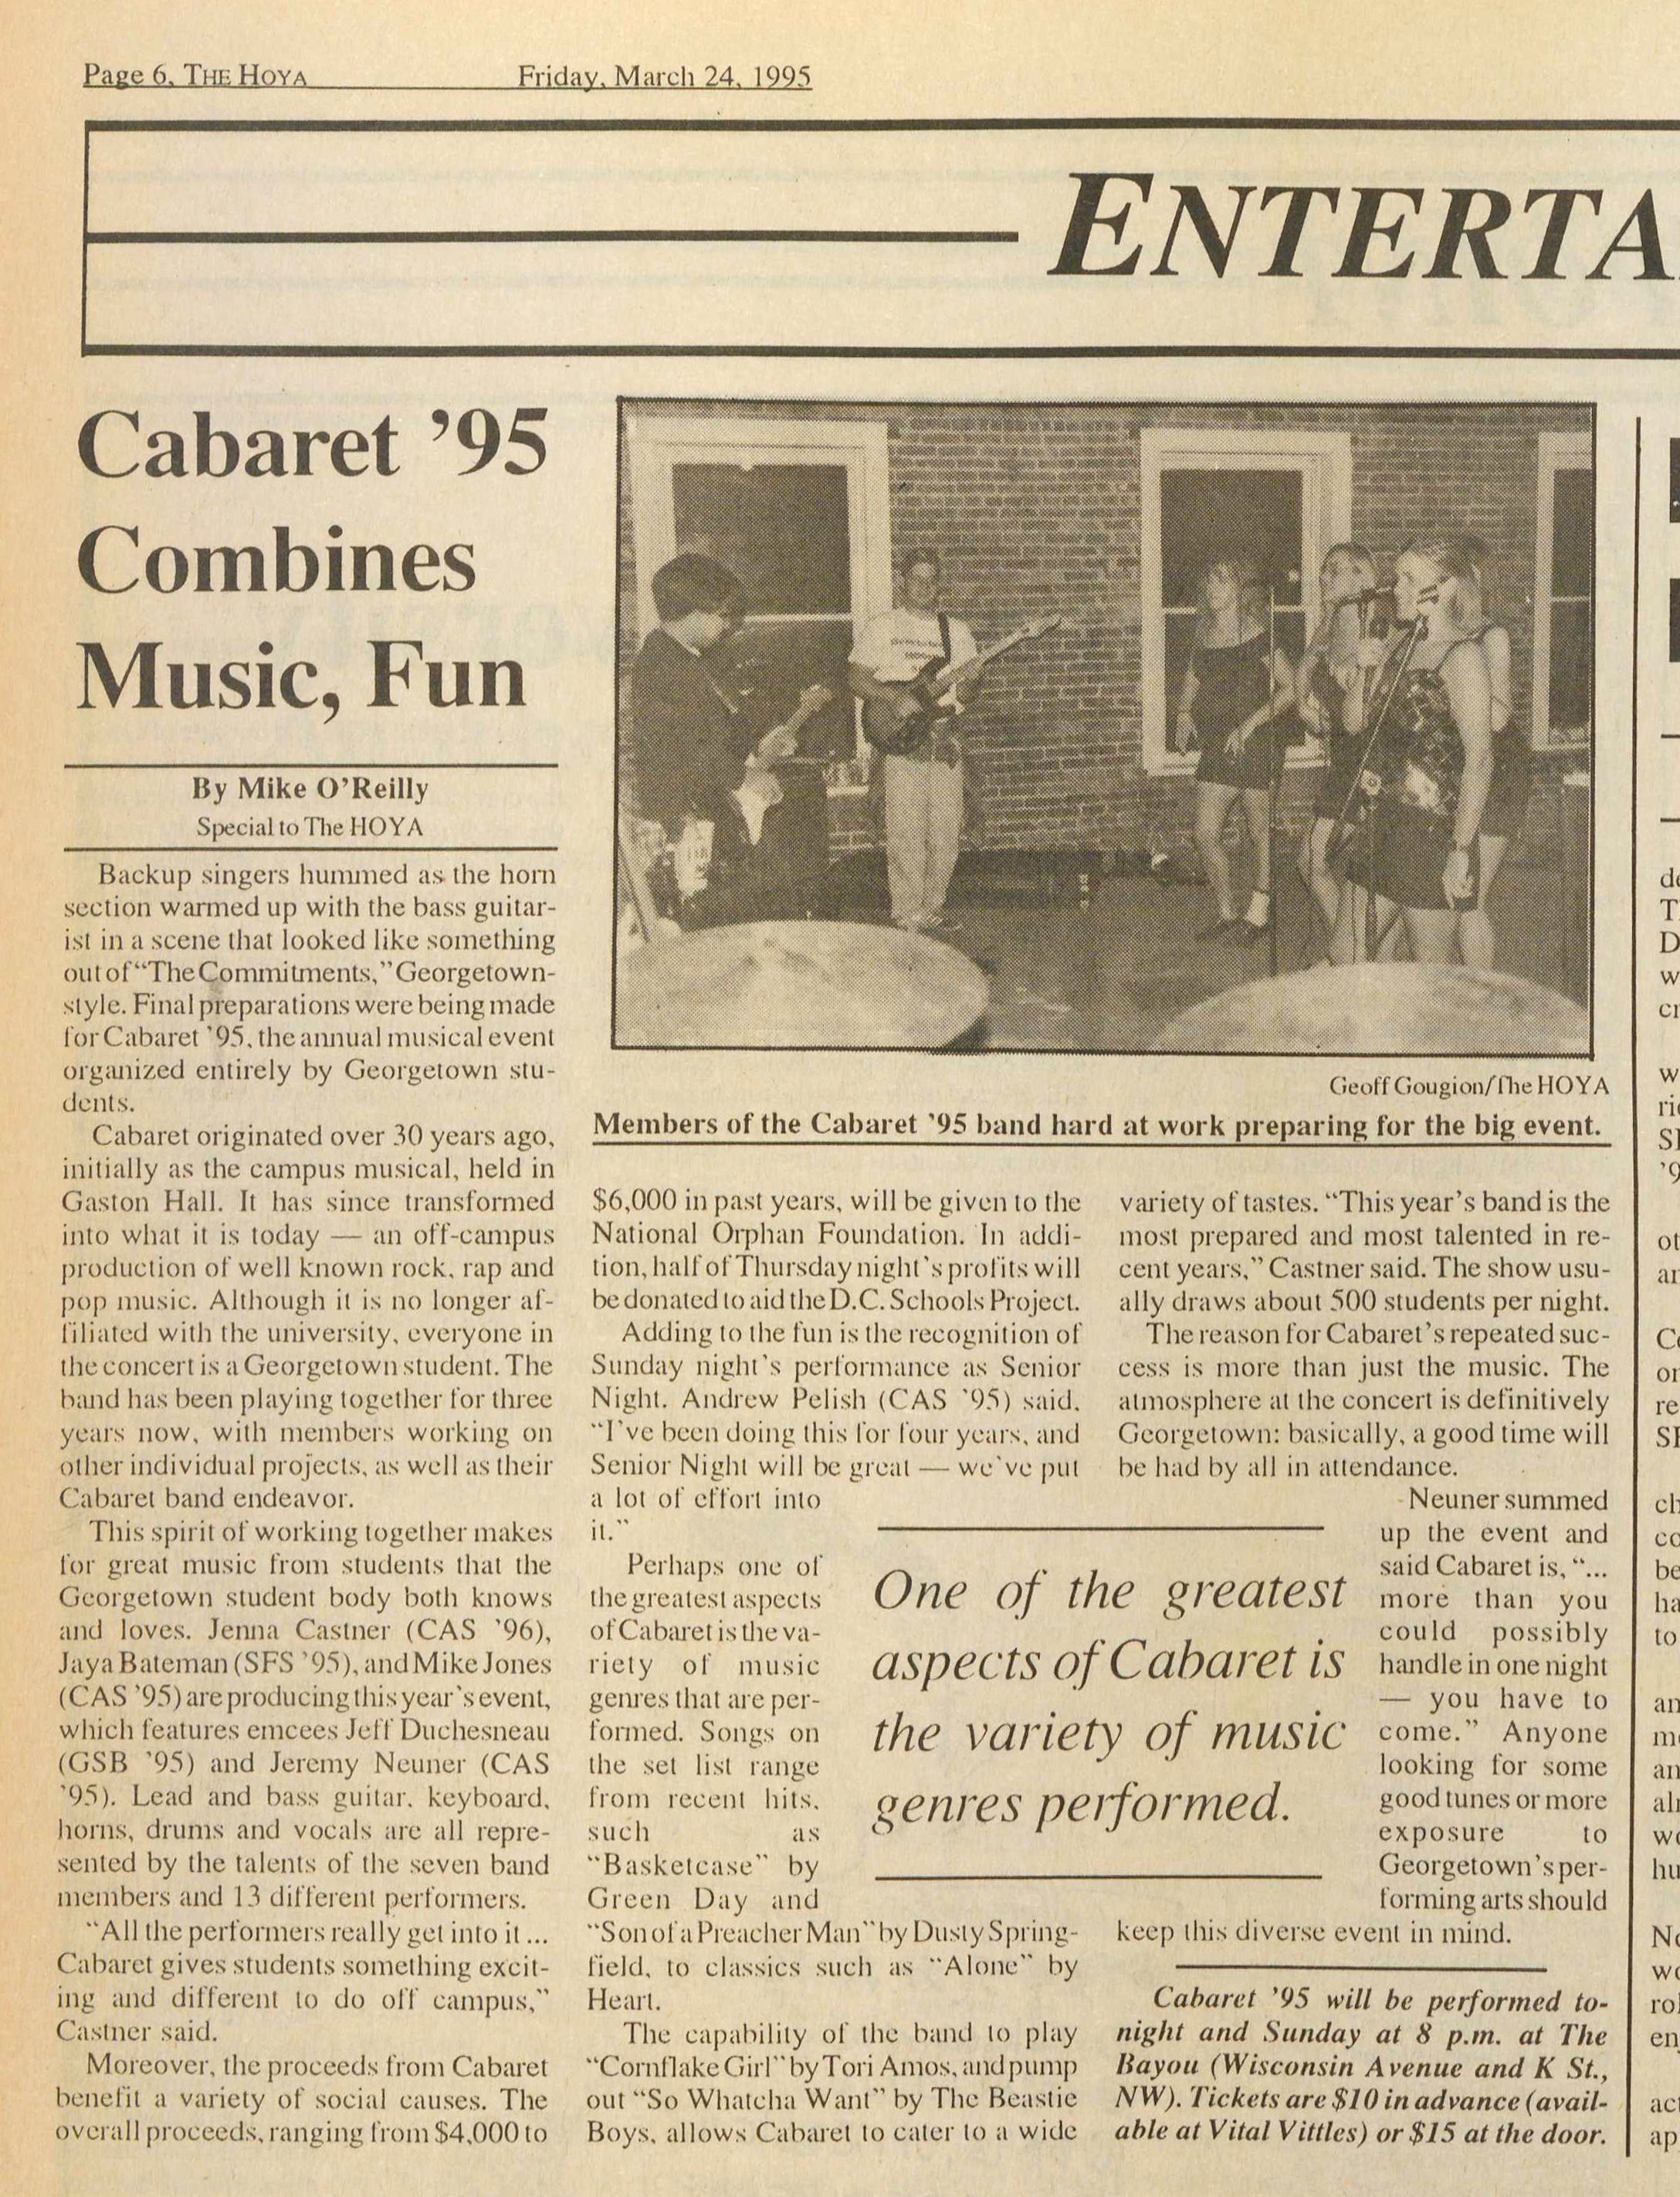 Page 6, THE HOYA
Friday, March 24, 1995
ENTERTA
Cabaret ’95
Combines
Music, Fun
By Mike O’Reilly
Special to The HOYA
Backup singers hummed as the horn
section warmed up with the bass guitar-
ist in a scene that looked like something
out of “The Commitments,” Georgetown-
style. Final preparations were being made
for Cabaret ’95, the annual musical event
organized entirely by Georgetown stu-
dents.
Cabaret originated over 30 years ago,
initially as the campus musical, held in
Gaston Hall. It has since transformed
into what it is today — an off-campus
production of well known rock, rap and
pop music. Although it is no longer af-
filiated with the university, everyone in
the concert is a Georgetown student. The
band has been playing together for three
years now, with members working on
other individual projects, as well as their
Cabaret band endeavor.
This spirit of working together makes
for great music from students that the
Georgetown student body both knows
and loves. Jenna Castner (CAS ’96),
Jaya Bateman (SFS ’95), and Mike Jones
(CAS ’95) are producing this year’s event,
which features emcees Jeff Duchesneau
(GSB ’95) and Jeremy Neuner (CAS
’95). Lead and bass guitar, keyboard,
horns, drums and vocals are all repre-
sented by the talents of the seven band
members and 13 different performers.
“All the performers really get into it ...
Cabaret gives students something excit-
ing and different to do off campus,”
Castner said.
Moreover, the proceeds from Cabaret
benefit a variety of social causes. The
overall proceeds, ranging from $4,000 to
Geoff Gougion/The HOYA
Members of the Cabaret ’95 band hard at work preparing for the big event.
$6,000 in past years, will be given to the
National Orphan Foundation. In addi-
tion, half of Thursday night’s profits will
be donated to aid the D.C. Schools Project.
Adding to the fun is the recognition of
Sunday night’s performance as Senior
Night. Andrew Pelish (CAS ’95) said,
“I’ve been doing this for four years, and
Senior Night will be great — we’ve put
a lot of effort into
it.”
Perhaps one of
the greatest aspects
of Cabaret is the va-
riety of music
genres that are per-
formed. Songs on
the set list range
from recent hits,
such as
“Basketcase” by
Green Day and
“Son of a Preacher Man” by Dusty Spring-
field, to classics such as “Alone” by
Heart.
The capability of the band to play
“Cornflake Girl” by Tori Amos, and pump
out “So Whatcha Want” by The Beastie
Boys, allows Cabaret to cater to a wide
One of the greatest
aspects of Cabaret is
the variety of music
genres performed.
variety of tastes. “This year’s band is the
most prepared and most talented in re-
cent years,” Castner said. The show usu-
ally draws about 500 students per night.
The reason for Cabaret’s repeated suc-
cess is more than just the music. The
atmosphere at the concert is definitively
Georgetown: basically, a good time will
be had by all in attendance.
Neuner summed
up the event and
said Cabaret is, “...
more than you
could possibly
handle in one night
— you have to
come.” Anyone
looking for some
good tunes or more
exposure to
Georgetown’s per-
forming arts should
keep this diverse event in mind.
Cabaret ’95 will be performed to-
night and Sunday at 8 p.m. at The
Bayou (Wisconsin Avenue and K St.,
NW). Tickets are $10 in advance (avail-
able at Vital Vittles) or $15 at the door.